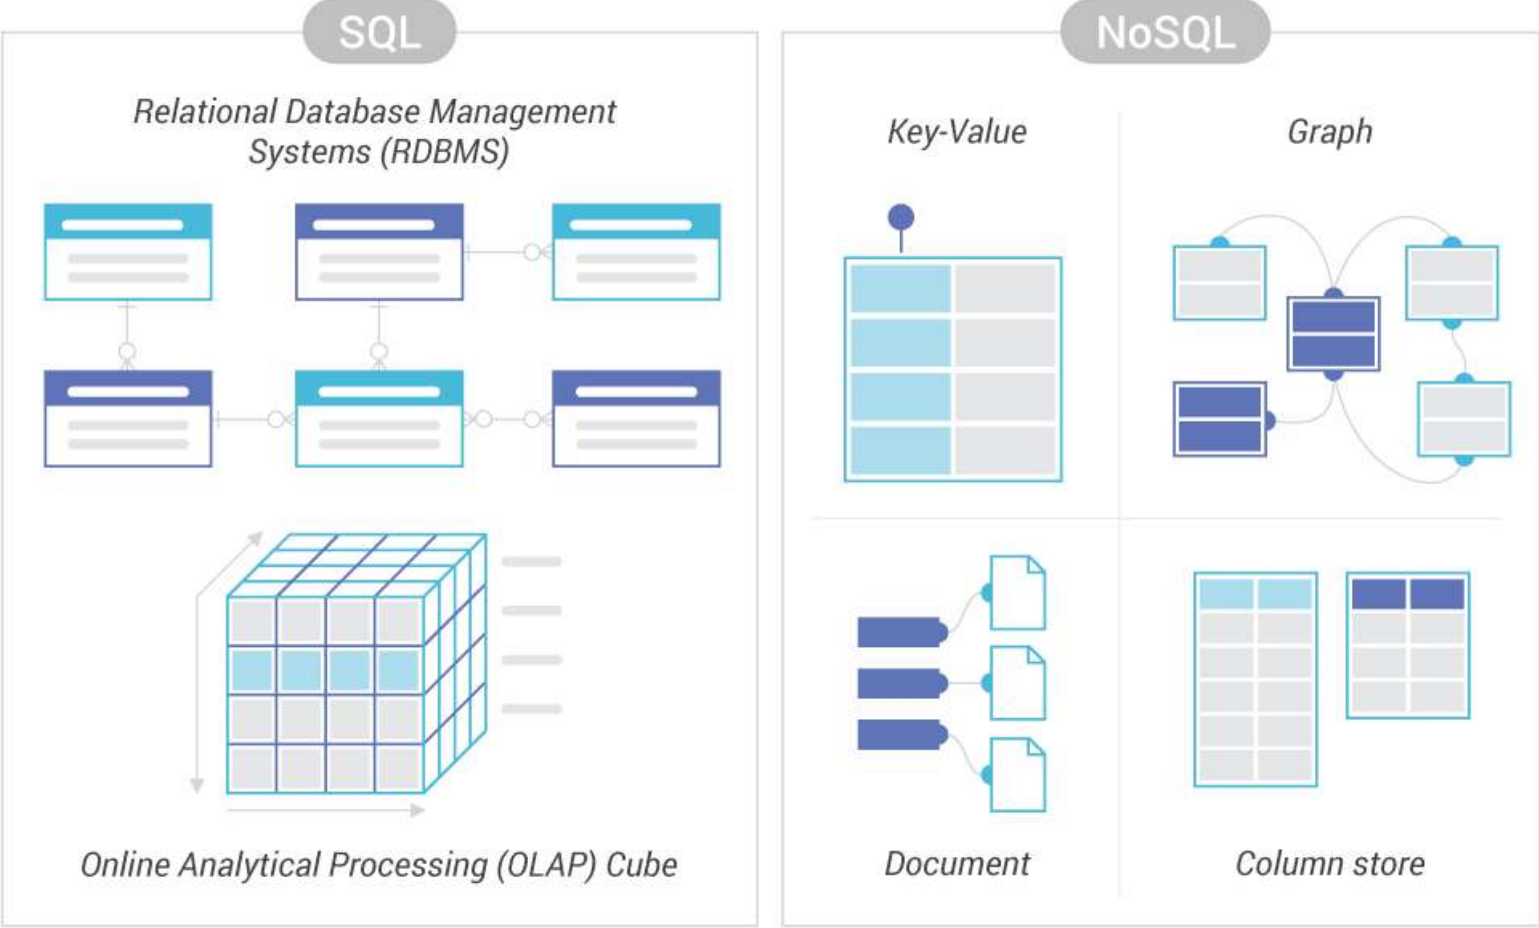 SQL
Relational Database Management
Systems (RDBMS)
Online Analytical Processing (OLAP) Cube
NoSQL
Key-Value
Graph
Document
Column store